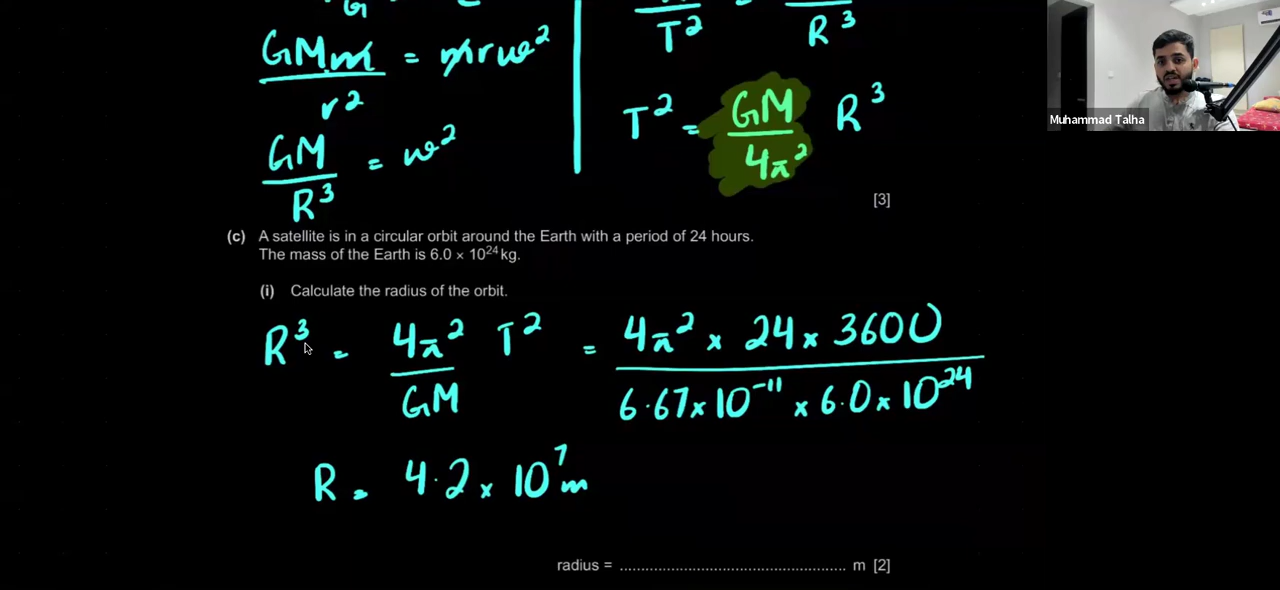 G
GMm / r² = mrω²
GM / R³ = ω²
T² = R³
T² = GM / 4π² R³
Muhammad Talha
[3]
(c) A satellite is in a circular orbit around the Earth with a period of 24 hours.
The mass of the Earth is 6.0 × 10²⁴ kg.
(i) Calculate the radius of the orbit.
R³ = 4π² / GM T² = 4π² × 24 × 3600 / 6.67 × 10⁻¹¹ × 6.0 × 10²⁴
R = 4.2 × 10⁷ m
radius = ...................................................... m [2]